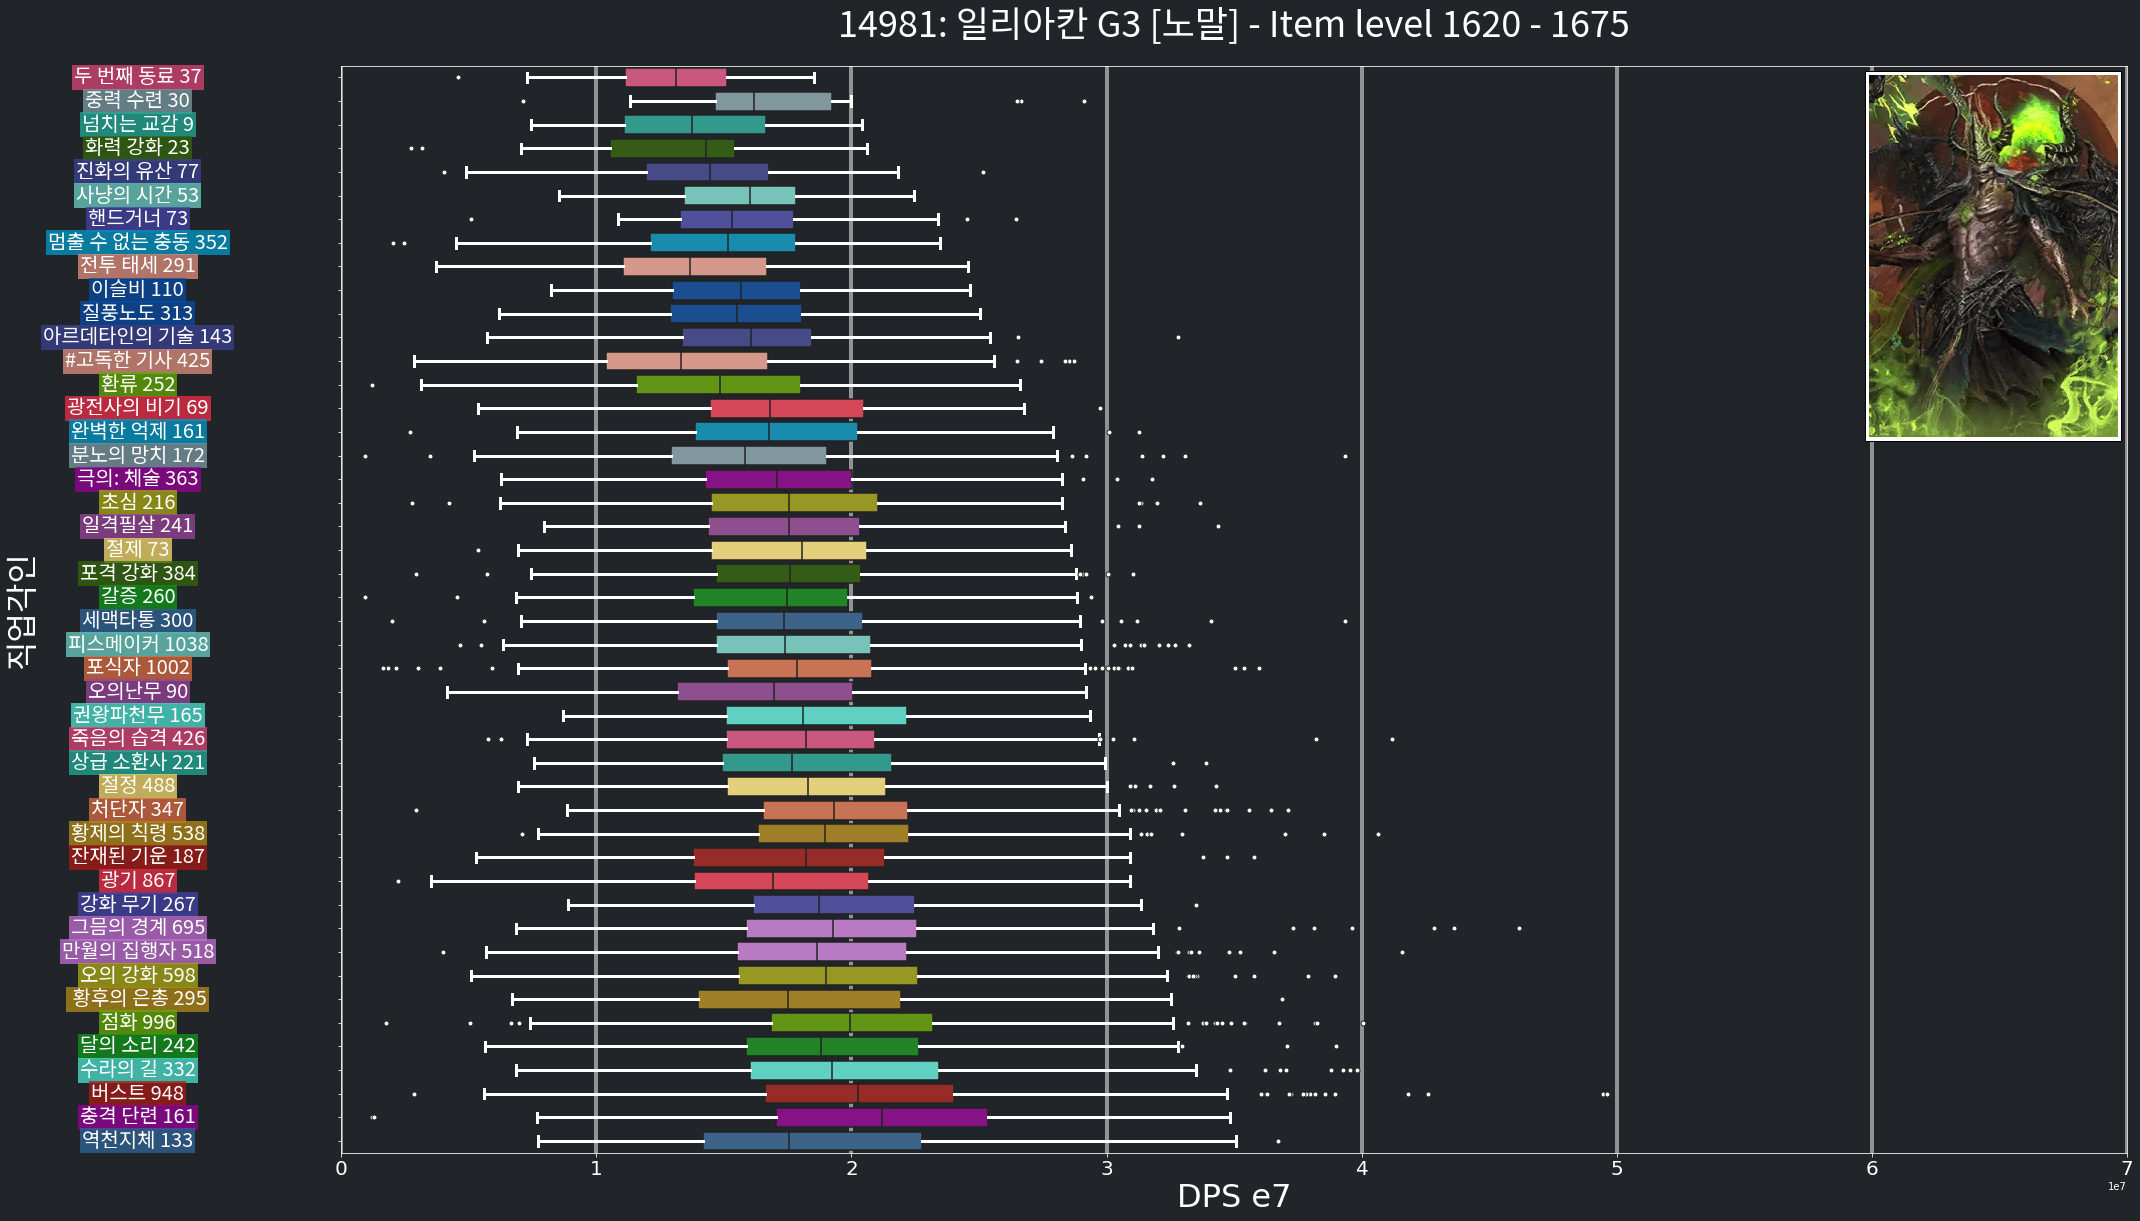 14981: 일리아칸 G3 [노말] - Item level 1620 - 1675
직업각인
두 번째 동료 37
중력 수련 30
넘치는 교감 9
화력 강화 23
진화의 유산 77
사냥의 시간 53
핸드거너 73
멈출 수 없는 충동 352
전투 태세 291
이슬비 110
질풍노도 313
아르데타인의 기술 143
#고독한 기사 425
환류 252
광전사의 비기 69
완벽한 억제 161
분노의 망치 172
극의: 체술 363
초심 216
일격필살 241
절제 73
포격 강화 384
갈증 260
세맥타통 300
피스메이커 1038
포식자 1002
오의난무 90
권왕파천무 165
죽음의 습격 426
상급 소환사 221
절정 488
처단자 347
황제의 칙령 538
잔재된 기운 187
광기 867
강화 무기 267
그믐의 경계 695
만월의 집행자 518
오의 강화 598
황후의 은총 295
점화 996
달의 소리 242
수라의 길 332
버스트 948
충격 단련 161
역천지체 133
0 1 2 3 4 5 6 7
1e7
DPS e7